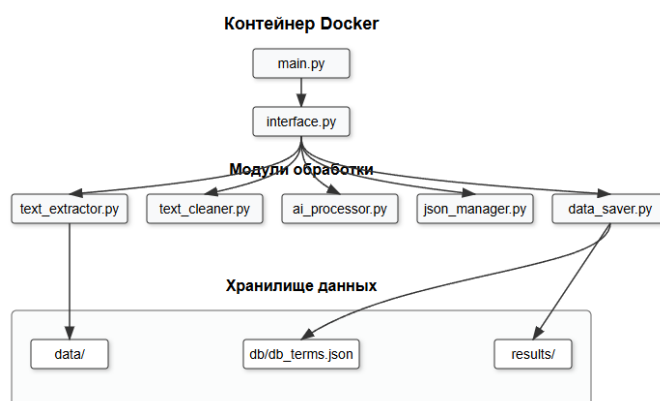 Контейнер Docker
main.py
interface.py
Модули обработки
text_extractor.py
text_cleaner.py
ai_processor.py
json_manager.py
data_saver.py
Хранилище данных
data/
db/db_terms.json
results/